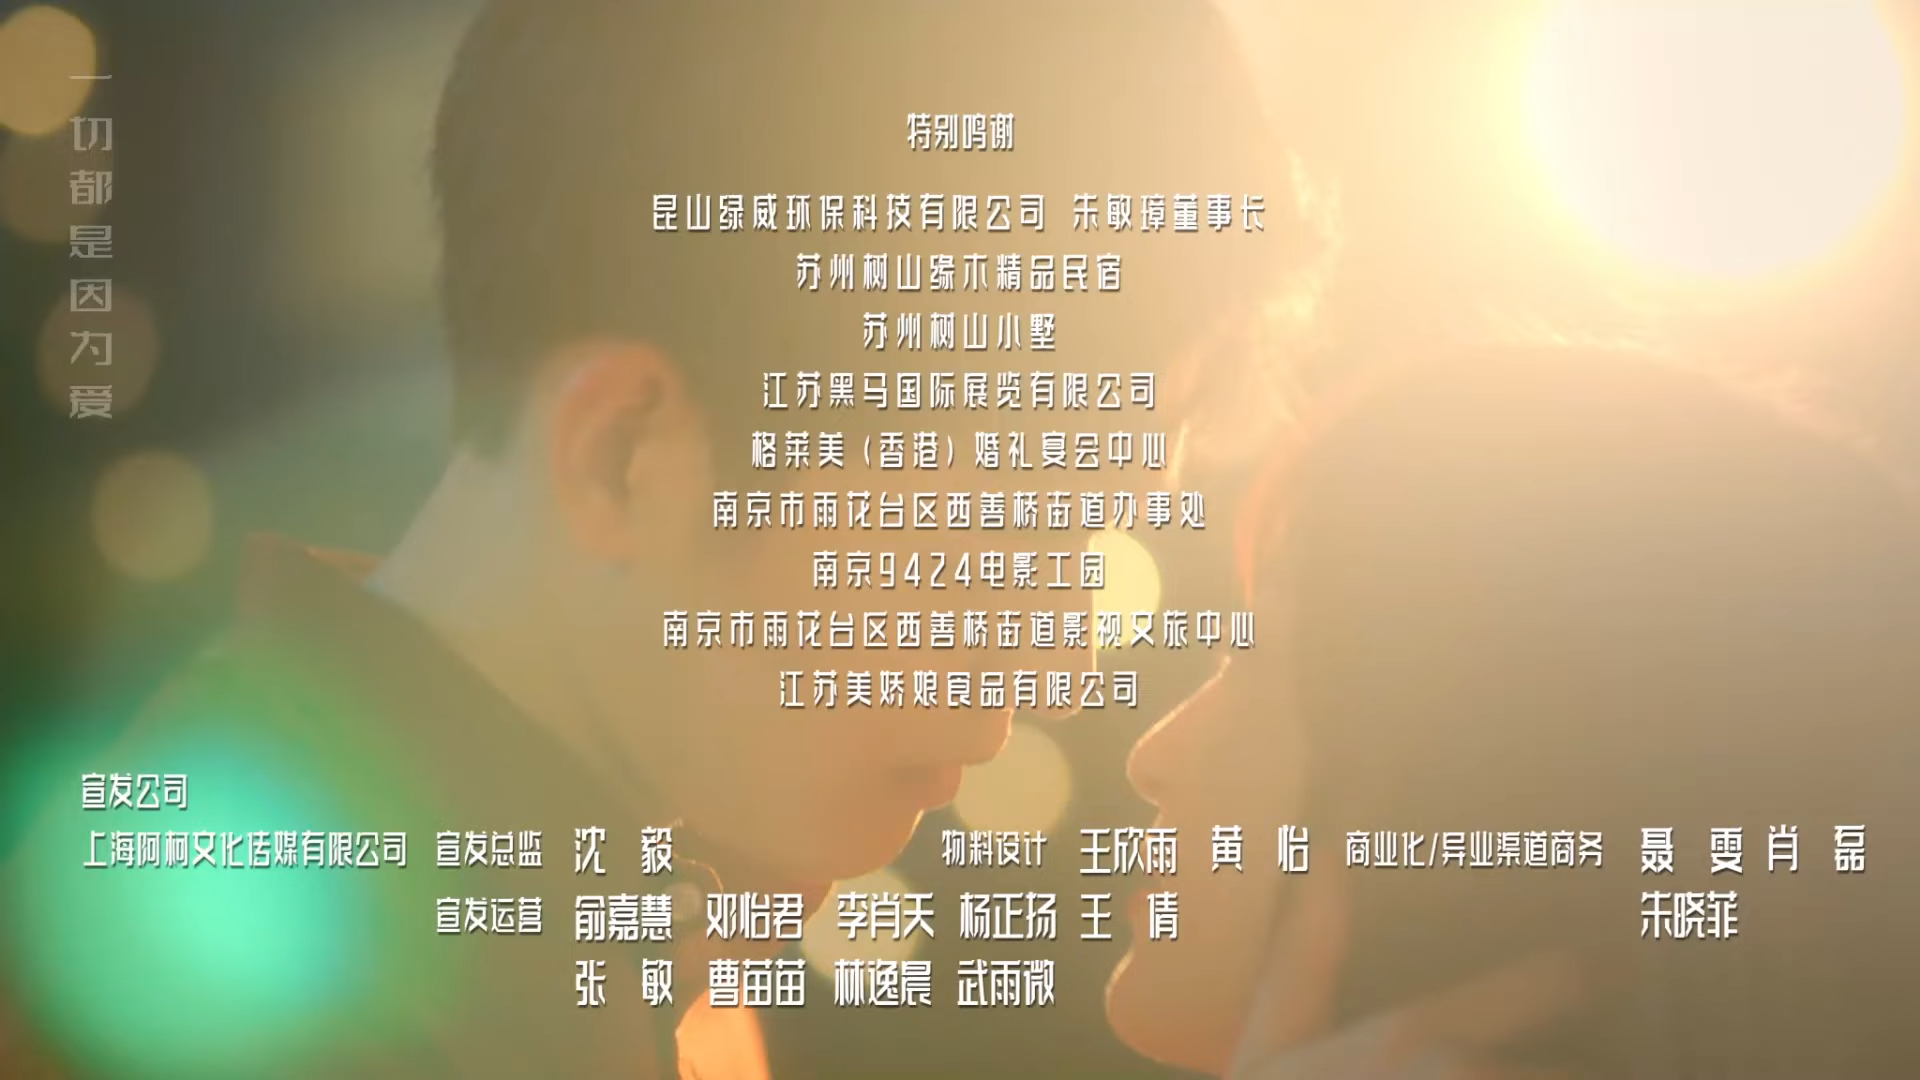 一切都是因为爱
特别鸣谢
昆山绿威环保科技有限公司 朱敏璋董事长
苏州树山缘木精品民宿
苏州树山小墅
江苏黑马国际展览有限公司
格莱美（香港）婚礼宴会中心
南京市雨花台区西善桥街道办事处
南京9424电影工园
南京市雨花台区西善桥街道影视文旅中心
江苏美娇娘食品有限公司
宣发公司
上海阿柯文化传媒有限公司 宣发总监 沈 毅 物料设计 王欣雨 黄 怡 商业化/异业渠道商务 聂 雯 肖 磊
宣发运营 俞嘉慧 邓怡君 李肖天 杨正扬 王 倩 朱晓菲
张 敏 曹苗苗 林逸晨 武雨微